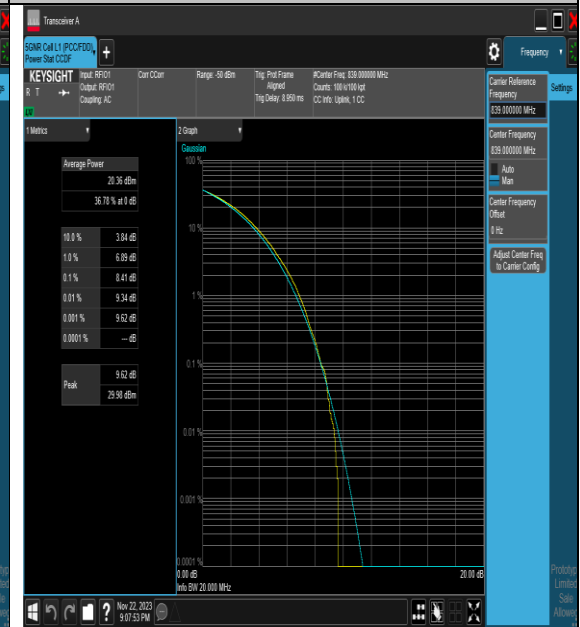 Transceiver A
5GNR Cell L1 (PCC/FDD),
Power Stat CCDF
Frequency
KEYSIGHT
R T
Input: RFIO1
Output: RFIO1
Coupling: AC
Corr CCorr
Range: -50 dBm
Trig: Prot Frame
Aligned
Trig Delay: 8.950 ms
#Center Freq: 839.000000 MHz
Counts: 100 k/100 kpt
CC Info: Uplink, 1 CC
Carrier Reference
Frequency
839.000000 MHz
Settings
1 Metrics
2 Graph
Center Frequency
839.000000 MHz
Auto
Man
Center Frequency
Offset
0 Hz
Adjust Center Freq
to Carrier Config
Average Power
20.36 dBm
36.78 % at 0 dB
10.0 % 3.84 dB
1.0 % 6.89 dB
0.1 % 8.41 dB
0.01 % 9.34 dB
0.001 % 9.62 dB
0.0001 % --- dB
Peak
9.62 dB
29.98 dBm
Gaussian
100 %
10 %
1 %
0.1 %
0.01 %
0.001 %
0.0001 %
0.00 dB
20.00 dB
Info BW 20.000 MHz
Nov 22, 2023
9:07:53 PM